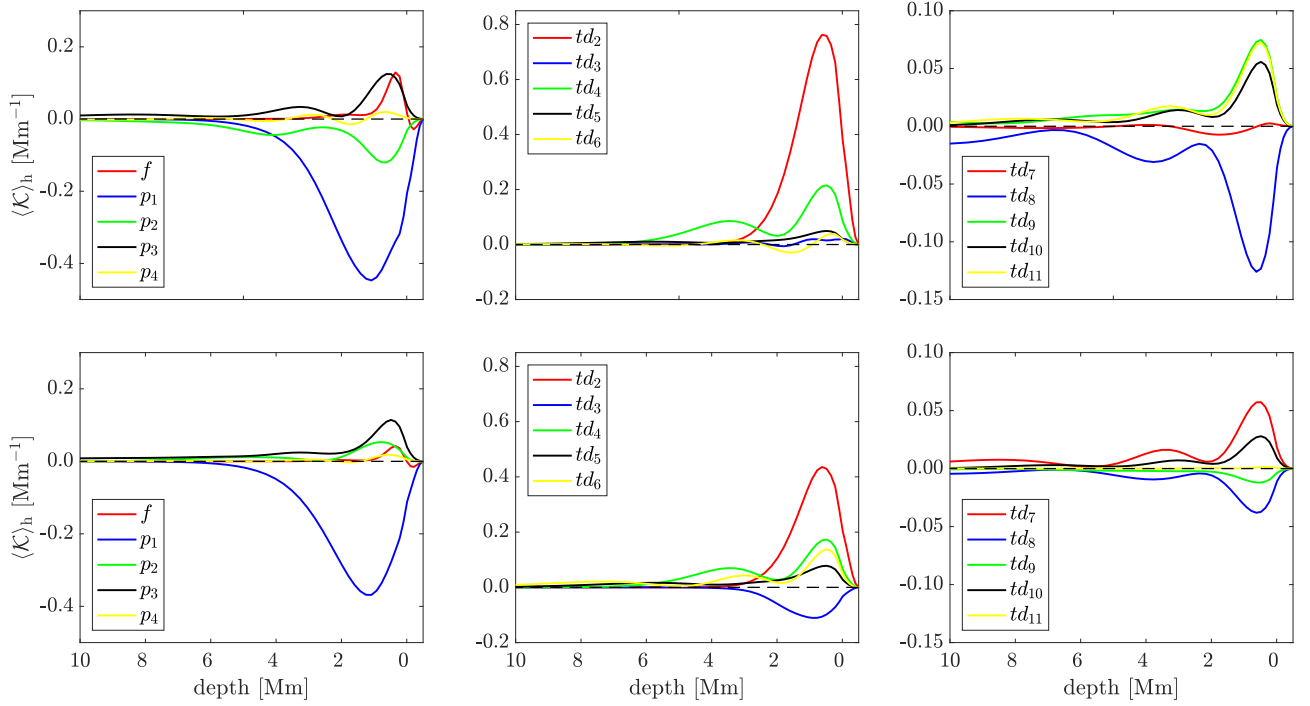 0.2
0.0
-0.2
-0.4
⟨𝒦⟩h [Mm−1]
f
p1
p2
p3
p4
0.8
0.6
0.4
0.2
0.0
-0.2
td2
td3
td4
td5
td6
0.10
0.05
0.00
-0.05
-0.10
-0.15
td7
td8
td9
td10
td11
0.2
0.0
-0.2
-0.4
⟨𝒦⟩h [Mm−1]
f
p1
p2
p3
p4
10 8 6 4 2 0
depth [Mm]
0.8
0.6
0.4
0.2
0.0
-0.2
td2
td3
td4
td5
td6
10 8 6 4 2 0
depth [Mm]
0.10
0.05
0.00
-0.05
-0.10
-0.15
td7
td8
td9
td10
td11
10 8 6 4 2 0
depth [Mm]